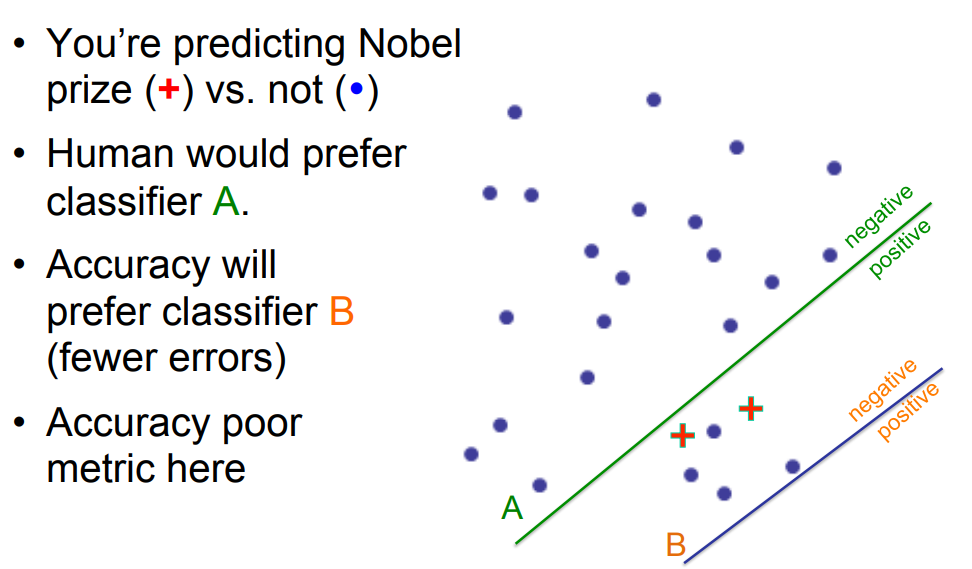 • You’re predicting Nobel
prize (+) vs. not (•)
• Human would prefer
classifier A.
• Accuracy will
prefer classifier B
(fewer errors)
• Accuracy poor
metric here
negative
positive
negative
positive
A
B